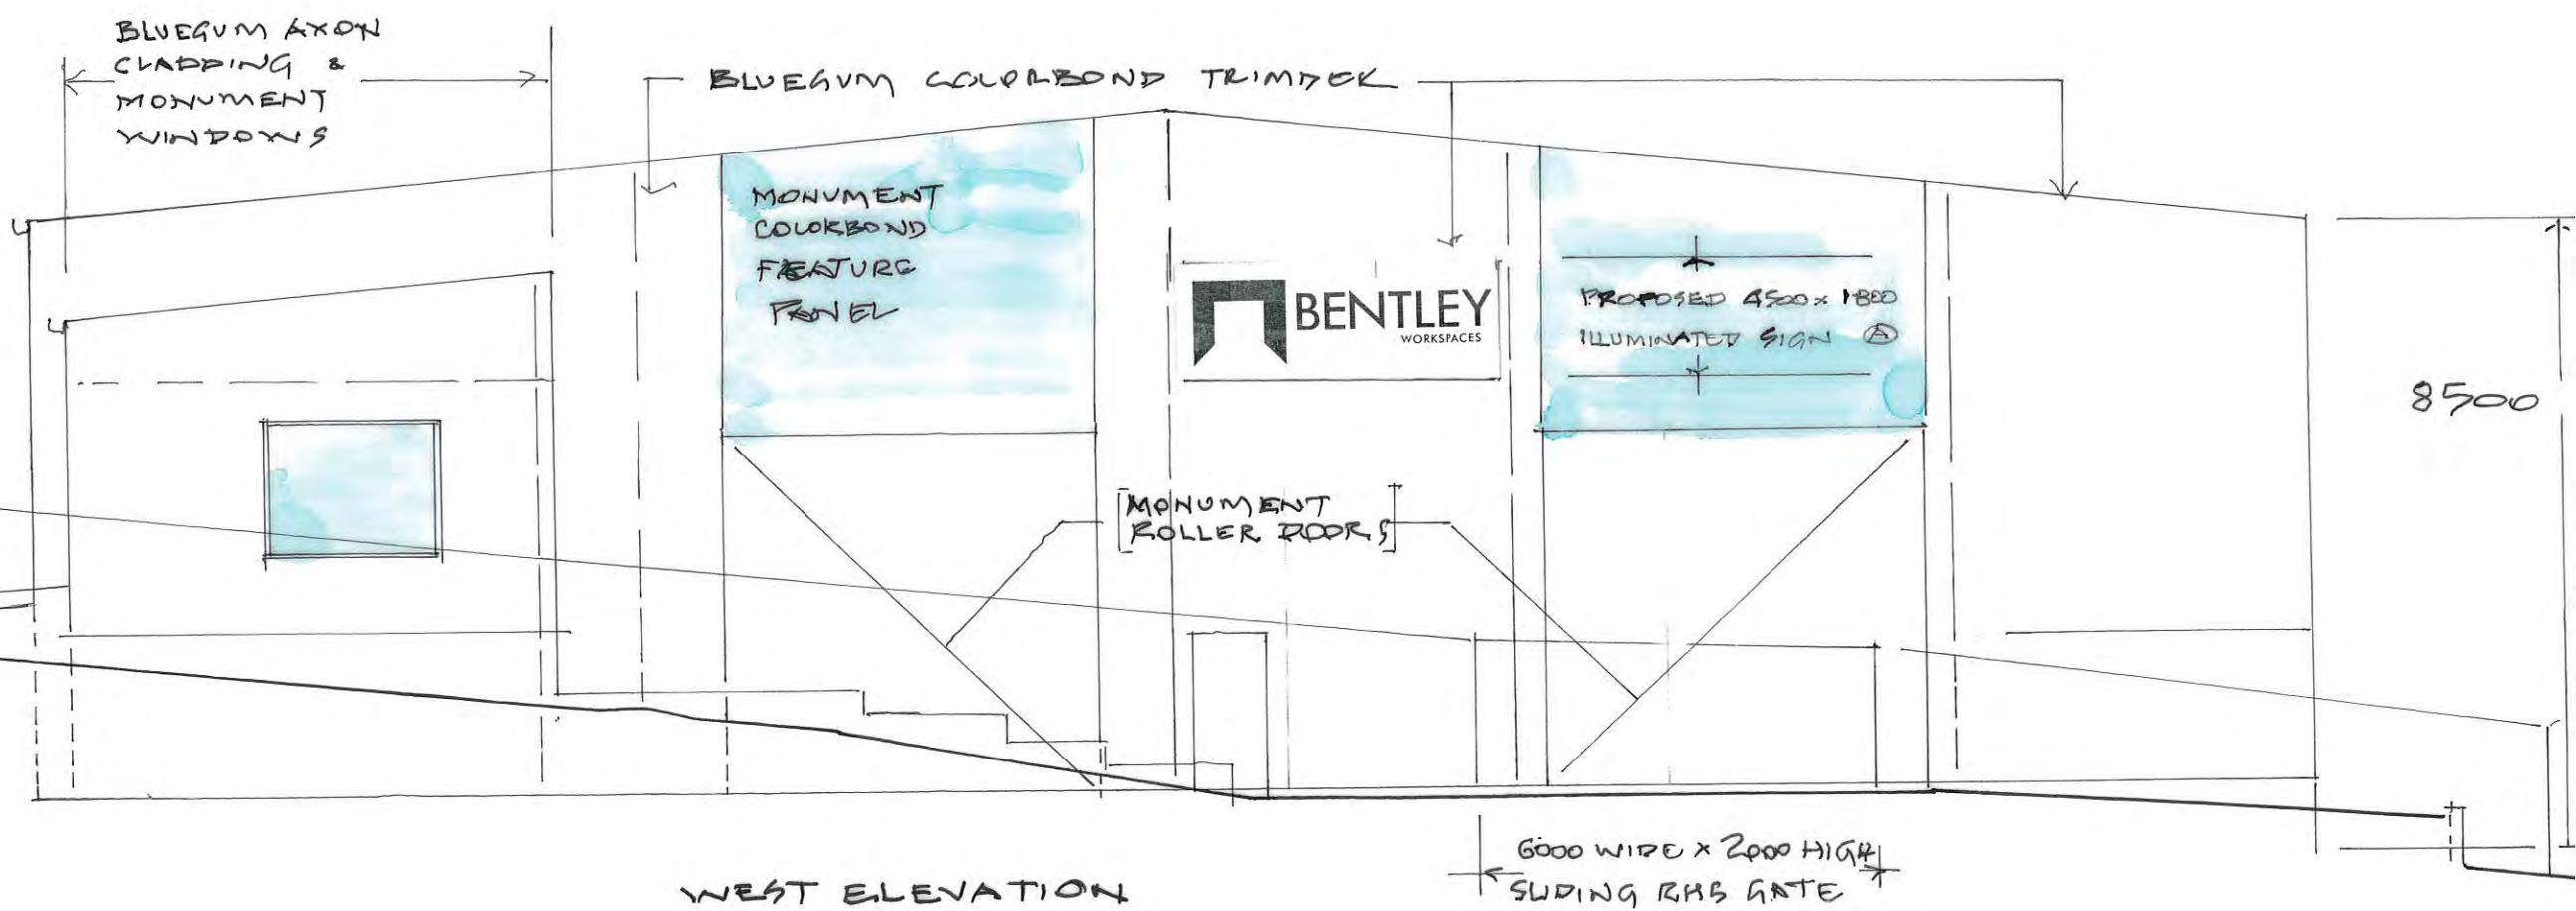 BLUEGUM AXON
CLADDING &
MONUMENT
WINDOWS
BLUEGUM COLORBOND TRIMDEK
MONUMENT
COLORBOND
FEATURE
PANEL
BENTLEY
WORKSPACES
PROPOSED 4500 x 1800
ILLUMINATED SIGN A
8500
MONUMENT
ROLLER DOORS
6000 WIDE x 2000 HIGH
SLIDING RHS GATE
WEST ELEVATION